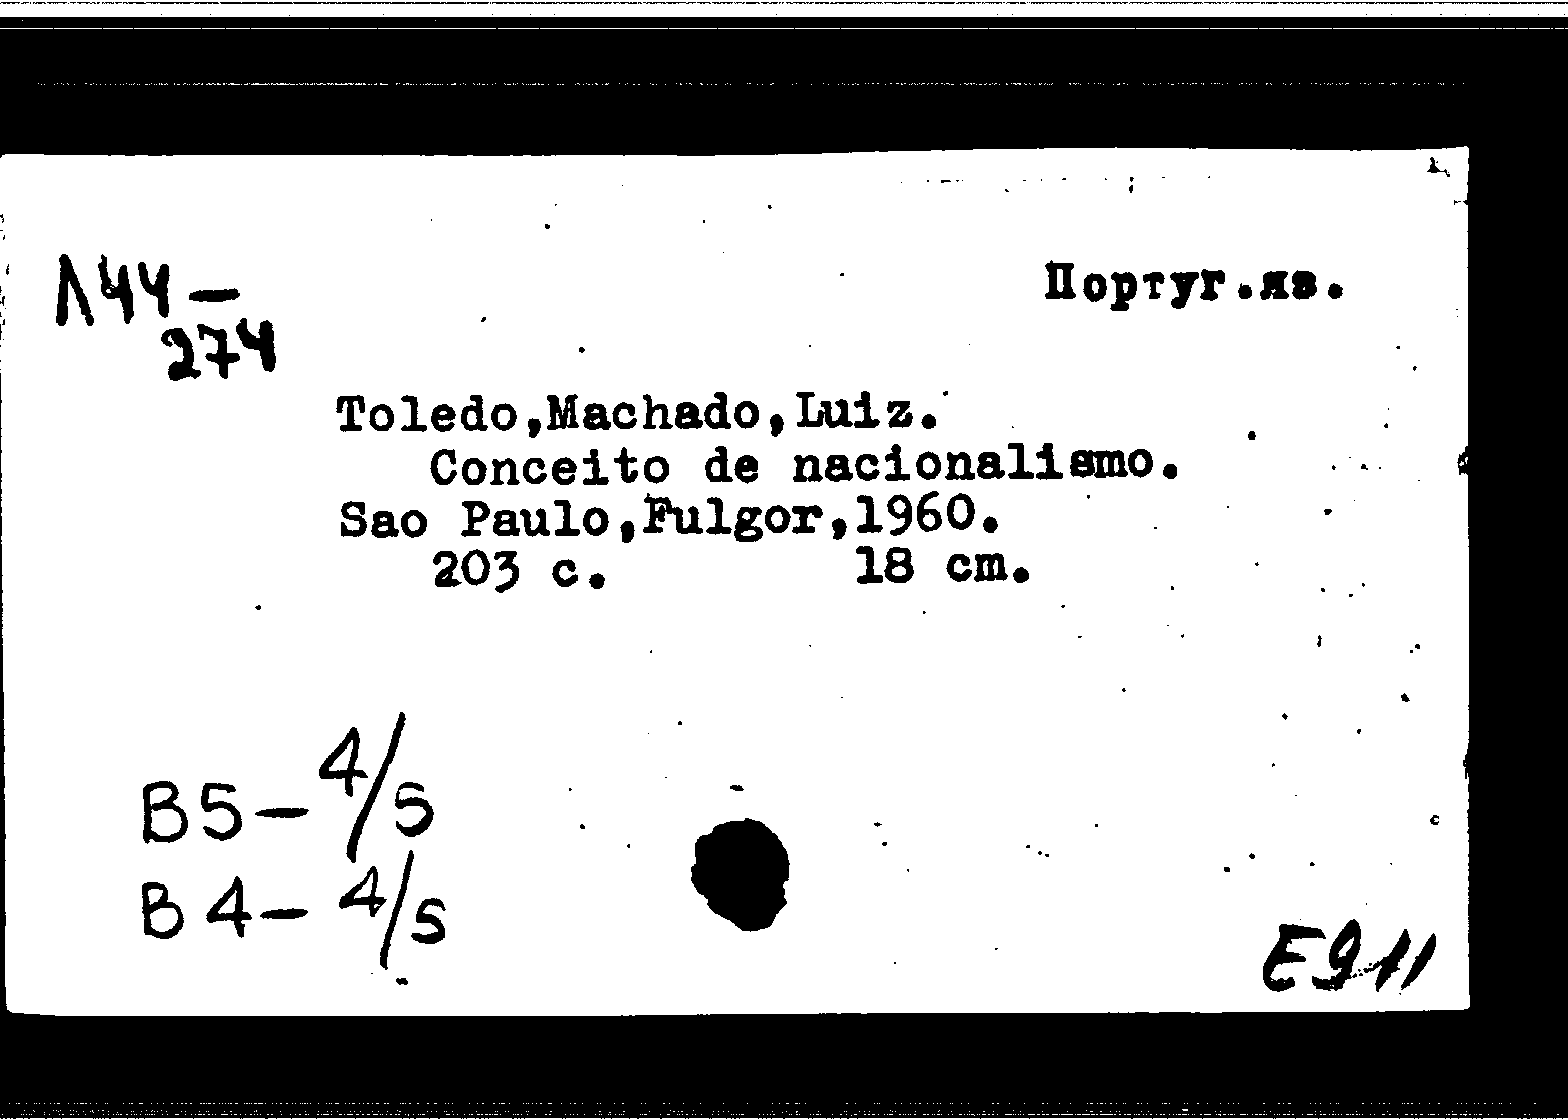 Л44-
274
Португ.яз.
Toledo,Machado,Luiz.
Conceito de nacionalismo.
Sao Paulo,Fulgor,1960.
203 c. 18 cm.
B5-4/5
B4-4/5
E911